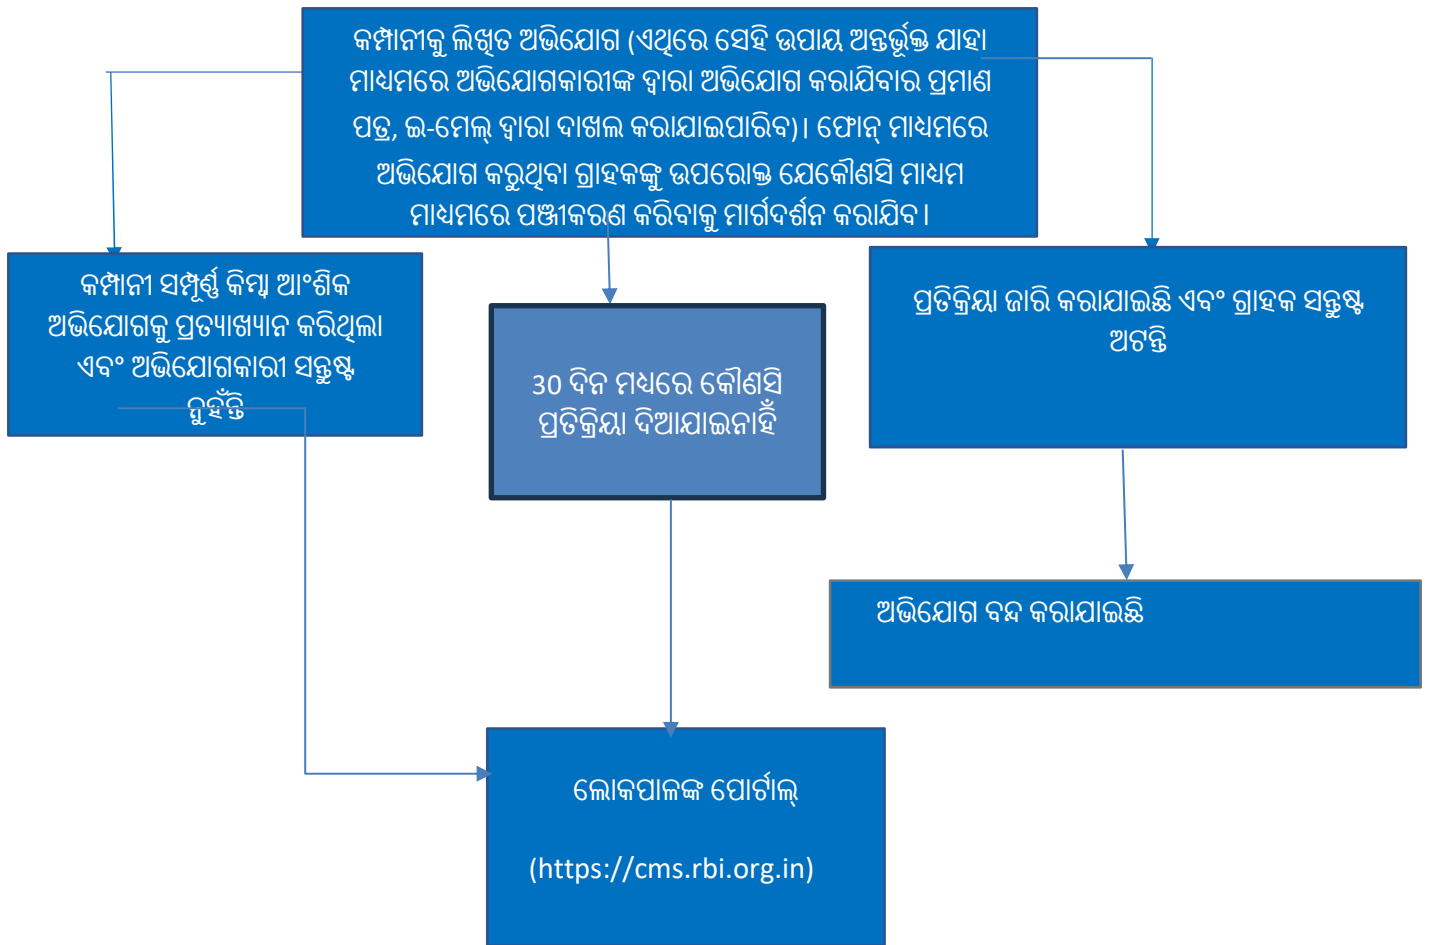 କମ୍ପାନୀକୁ ଲିଖିତ ଅଭିଯୋଗ (ଏଥିରେ ସେହି ଉପାୟ ଅନ୍ତର୍ଭୂକ୍ତ ଯାହା
ମାଧ୍ୟମରେ ଅଭିଯୋଗକାରୀଙ୍କ ଦ୍ୱାରା ଅଭିଯୋଗ କରାଯିବାର ପ୍ରମାଣ
ପତ୍ର, ଇ-ମେଲ୍ ଦ୍ୱାରା ଦାଖଲ କରାଯାଇପାରିବ)। ଫୋନ୍ ମାଧ୍ୟମରେ
ଅଭିଯୋଗ କରୁଥିବା ଗ୍ରାହକଙ୍କୁ ଉପରୋକ୍ତ ଯେକୌଣସି ମାଧ୍ୟମ
ମାଧ୍ୟମରେ ପଞ୍ଜୀକରଣ କରିବାକୁ ମାର୍ଗଦର୍ଶନ କରାଯିବ।
କମ୍ପାନୀ ସମ୍ପୂର୍ଣ୍ଣ କିମ୍ବା ଆଂଶିକ
ଅଭିଯୋଗକୁ ପ୍ରତ୍ୟାଖ୍ୟାନ କରିଥିଲା
ଏବଂ ଅଭିଯୋଗକାରୀ ସନ୍ତୁଷ୍ଟ
ନୁହଁନ୍ତି
30 ଦିନ ମଧ୍ୟରେ କୌଣସି
ପ୍ରତିକ୍ରିୟା ଦିଆଯାଇନାହିଁ
ପ୍ରତିକ୍ରିୟା ଜାରି କରାଯାଇଛି ଏବଂ ଗ୍ରାହକ ସନ୍ତୁଷ୍ଟ
ଅଟନ୍ତି
ଅଭିଯୋଗ ବନ୍ଦ କରାଯାଇଛି
ଲୋକପାଳଙ୍କ ପୋର୍ଟାଲ୍
(https://cms.rbi.org.in)